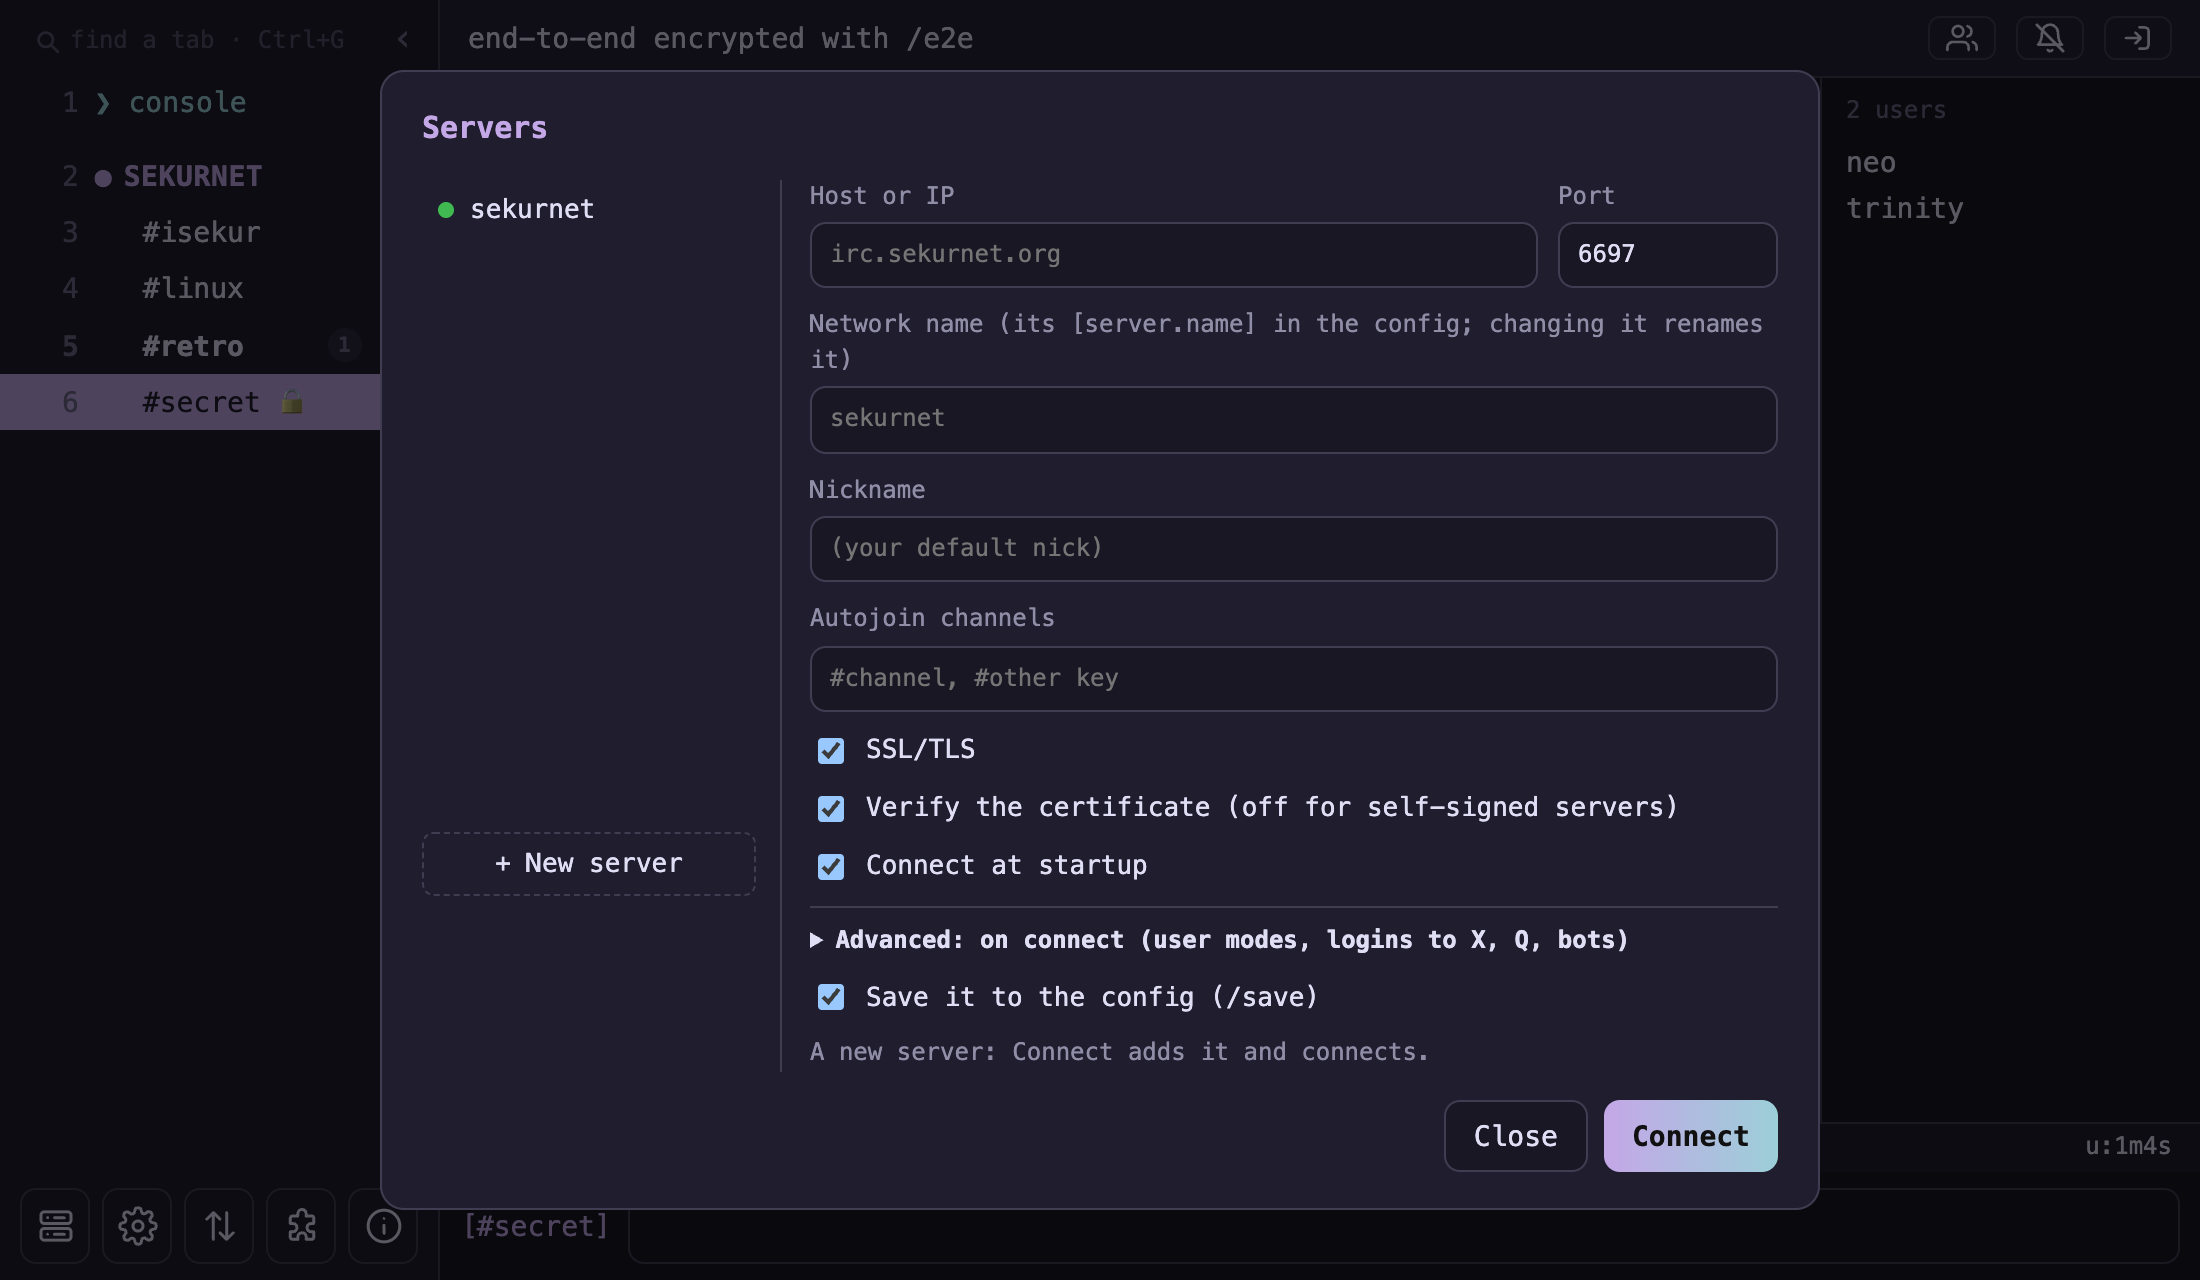 find a tab · Ctrl+G
end-to-end encrypted with /e2e
1 ❯ console
2 ● SEKURNET
3 #isekur
4 #linux
5 #retro 1
6 #secret
Servers
sekurnet
+ New server
Host or IP
irc.sekurnet.org
Port
6697
Network name (its [server.name] in the config; changing it renames
it)
sekurnet
Nickname
(your default nick)
Autojoin channels
#channel, #other key
SSL/TLS
Verify the certificate (off for self-signed servers)
Connect at startup
Advanced: on connect (user modes, logins to X, Q, bots)
Save it to the config (/save)
A new server: Connect adds it and connects.
Close
Connect
2 users
neo
trinity
u:1m4s
[#secret]